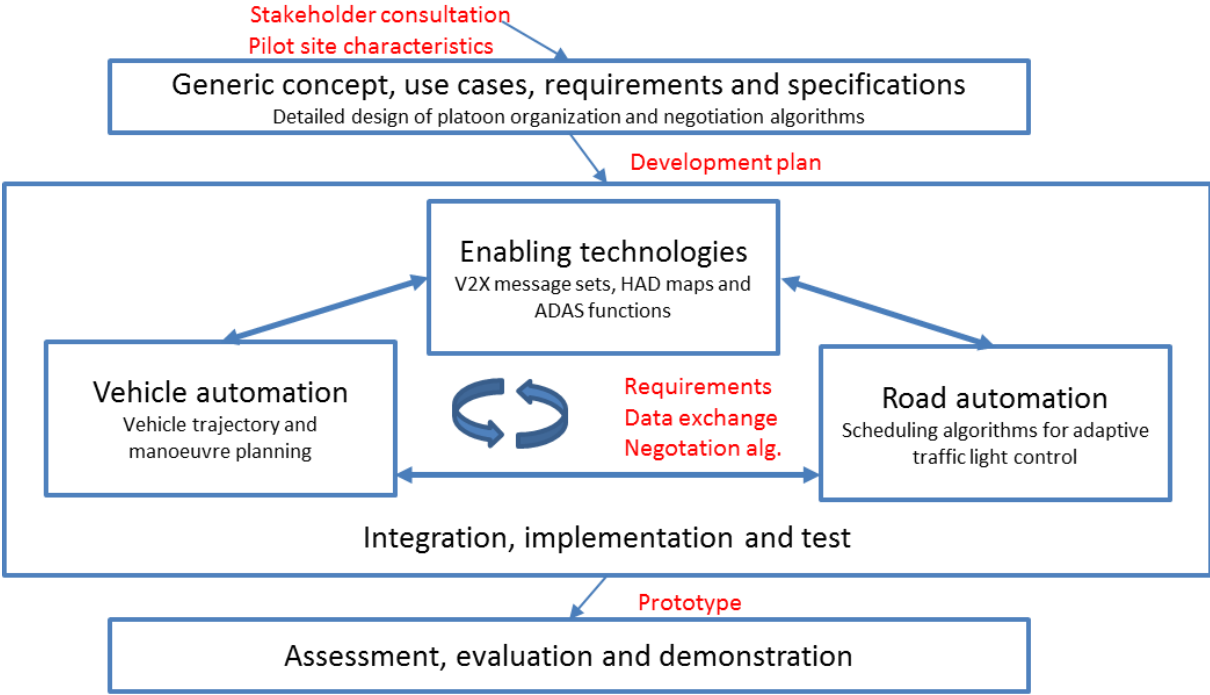 Stakeholder consultation
Pilot site characteristics
Generic concept, use cases, requirements and specifications
Detailed design of platoon organization and negotiation algorithms
Development plan
Enabling technologies
V2X message sets, HAD maps and
ADAS functions
Vehicle automation
Vehicle trajectory and
manoeuvre planning
Requirements
Data exchange
Negotation alg.
Road automation
Scheduling algorithms for adaptive
traffic light control
Integration, implementation and test
Prototype
Assessment, evaluation and demonstration